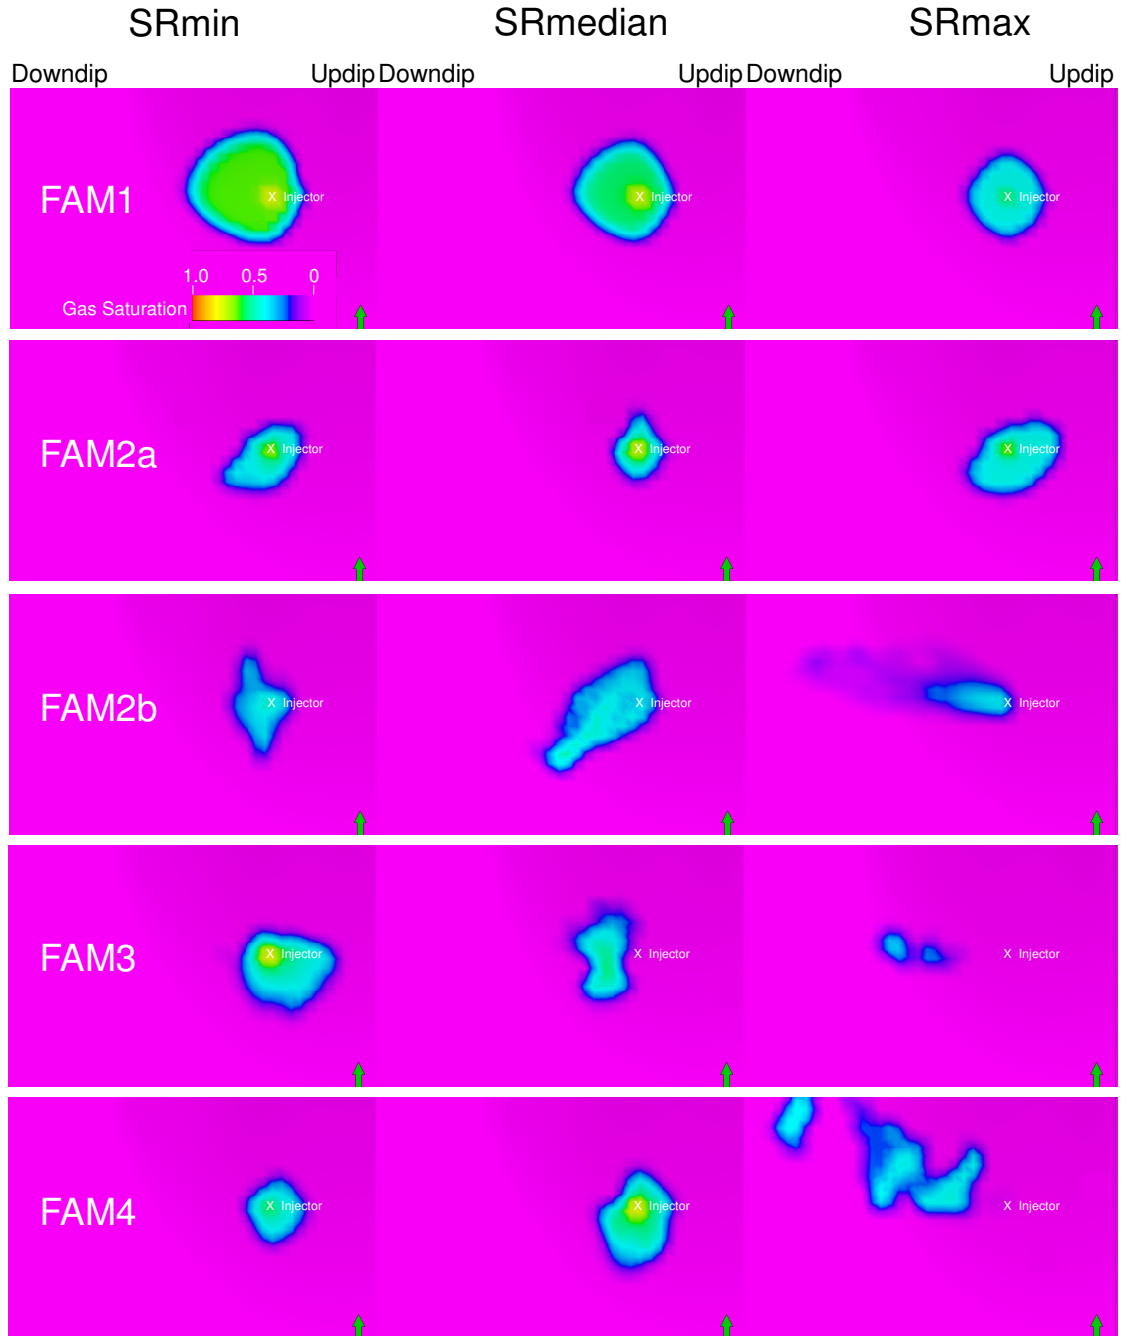 SRmin SRmedian SRmax
Downdip Updip Downdip Updip Downdip Updip
FAM1
X Injector X Injector X Injector
1.0 0.5 0
Gas Saturation
FAM2a
X Injector X Injector X Injector
FAM2b
X Injector X Injector X Injector
FAM3
X Injector X Injector X Injector
FAM4
X Injector X Injector X Injector